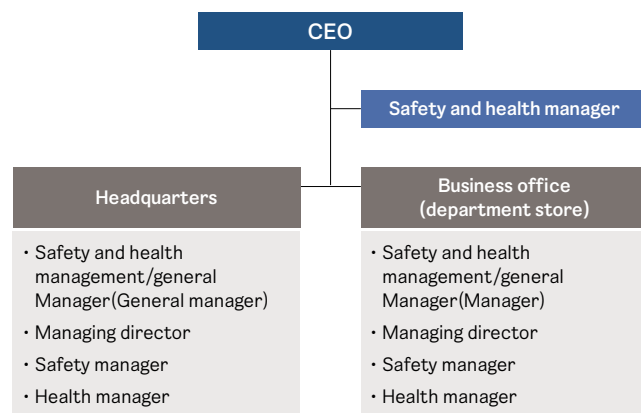 CEO
Safety and health manager
Headquarters
· Safety and health
management/general
Manager(General manager)
· Managing director
· Safety manager
· Health manager
Business office
(department store)
· Safety and health
management/general
Manager(Manager)
· Managing director
· Safety manager
· Health manager